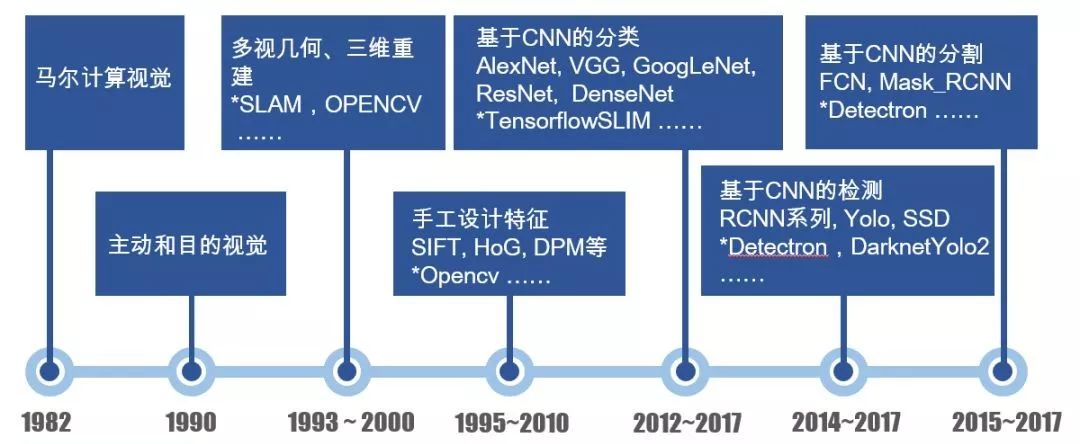 马尔计算视觉
多视几何、三维重
建
*SLAM，OPENCV
……
基于CNN的分类
AlexNet, VGG, GoogLeNet,
ResNet, DenseNet
*TensorflowSLIM ……
基于CNN的分割
FCN, Mask_RCNN
*Detectron ……
主动和目的视觉
手工设计特征
SIFT, HoG, DPM等
*Opencv ……
基于CNN的检测
RCNN系列, Yolo, SSD
*Detectron，DarknetYolo2
……
1982
1990
1993～2000
1995~2010
2012~2017
2014~2017
2015~2017